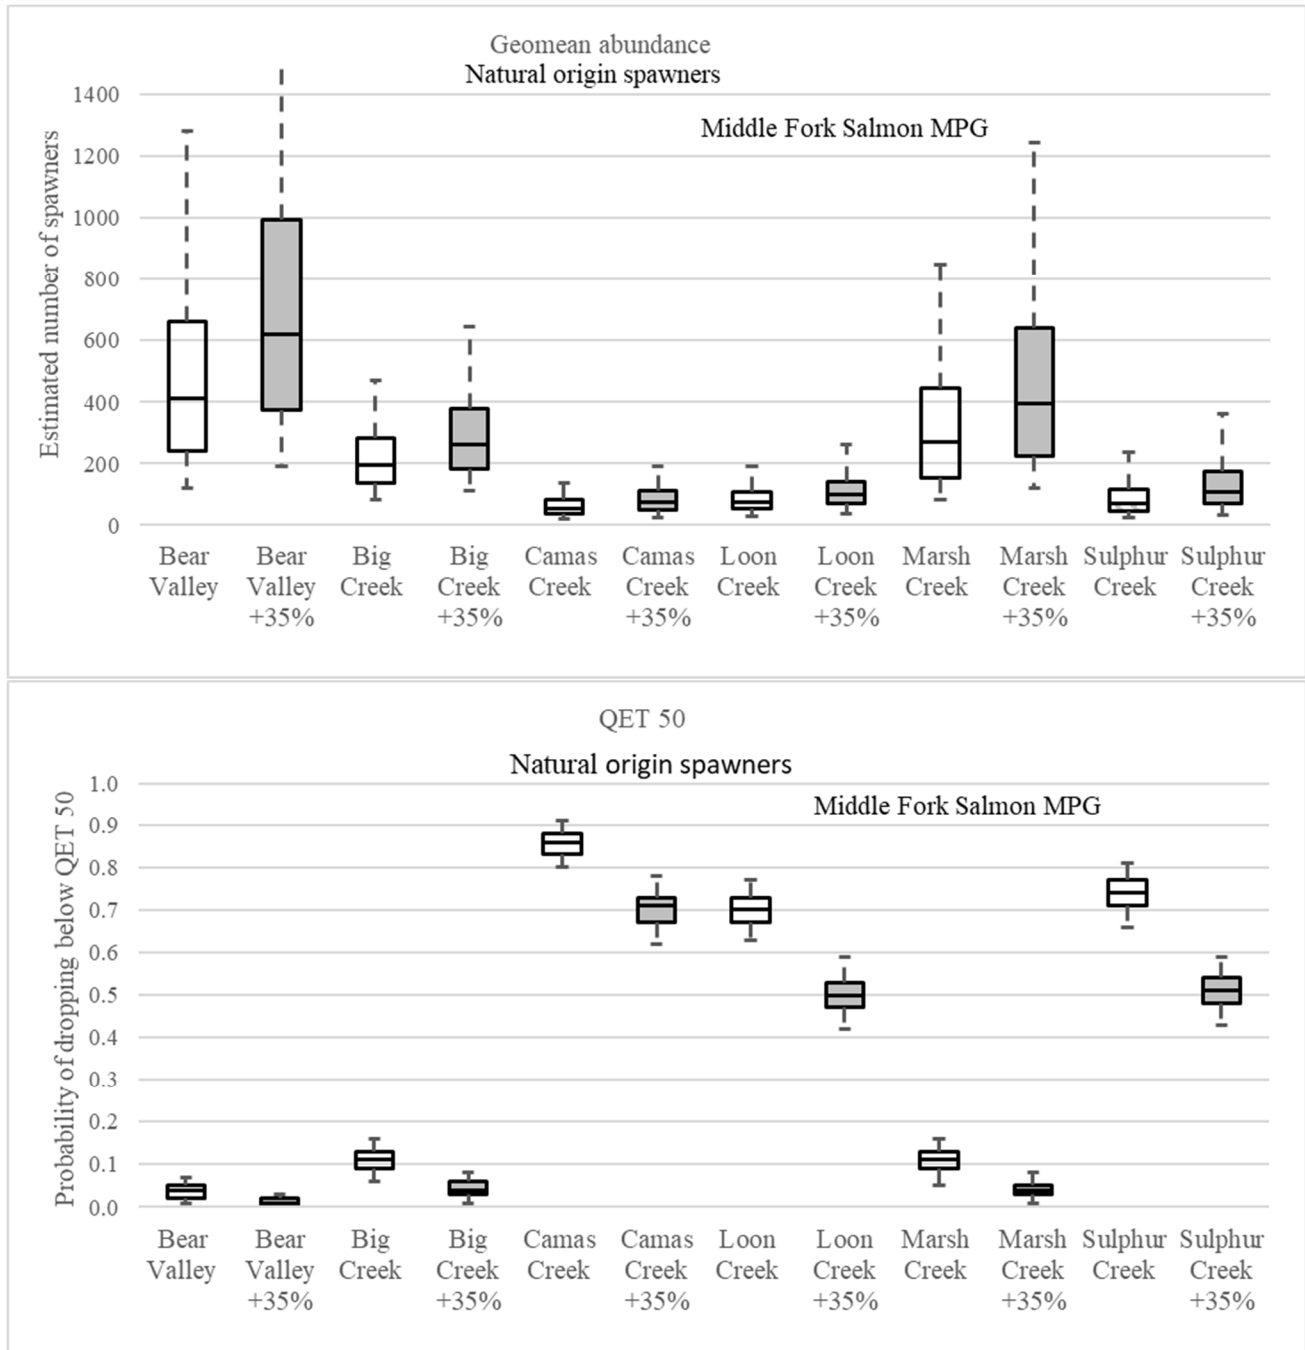 Geomean abundance
Natural origin spawners
Middle Fork Salmon MPG
Estimated number of spawners
1400
1200
1000
800
600
400
200
0
Bear Valley
Bear Valley +35%
Big Creek
Big Creek +35%
Camas Creek
Camas Creek +35%
Loon Creek
Loon Creek +35%
Marsh Creek
Marsh Creek +35%
Sulphur Creek
Sulphur Creek +35%
QET 50
Natural origin spawners
Middle Fork Salmon MPG
Probability of dropping below QET 50
1.0
0.9
0.8
0.7
0.6
0.5
0.4
0.3
0.2
0.1
0.0
Bear Valley
Bear Valley +35%
Big Creek
Big Creek +35%
Camas Creek
Camas Creek +35%
Loon Creek
Loon Creek +35%
Marsh Creek
Marsh Creek +35%
Sulphur Creek
Sulphur Creek +35%